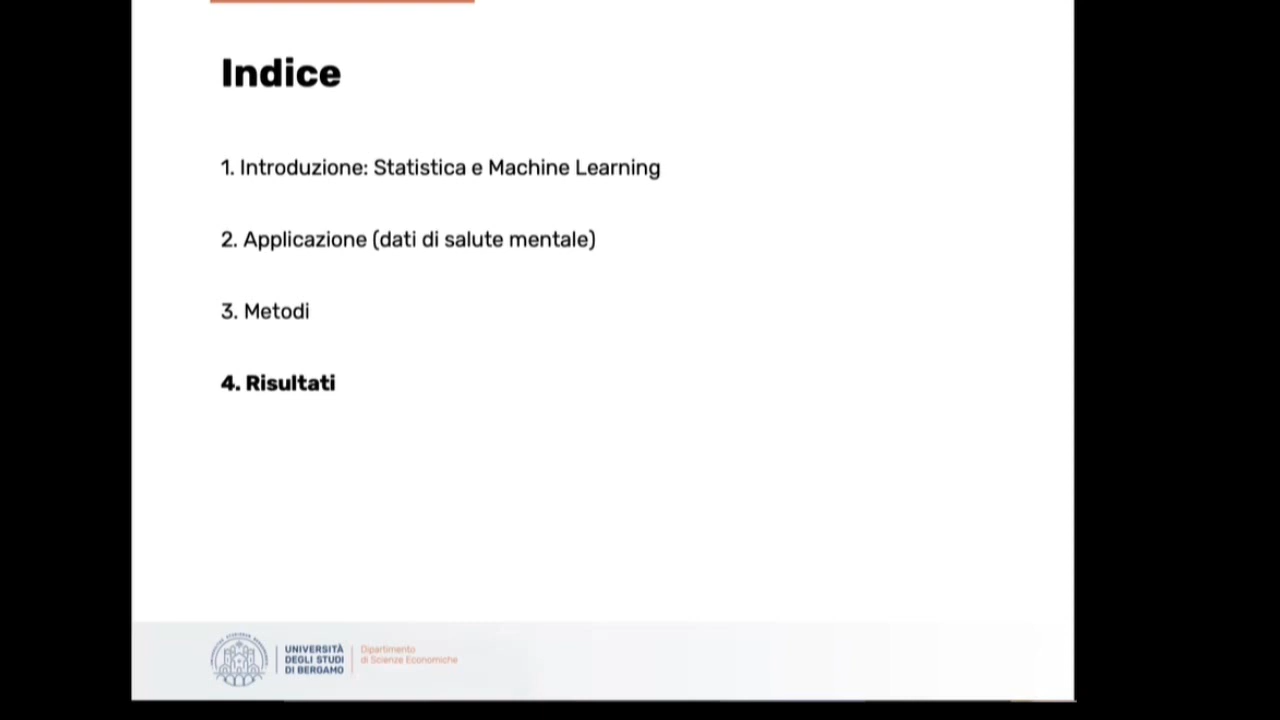 Indice
1. Introduzione: Statistica e Machine Learning
2. Applicazione (dati di salute mentale)
3. Metodi
4. Risultati
UNIVERSITÀ
DEGLI STUDI
DI BERGAMO
Dipartimento
di Scienze Economiche